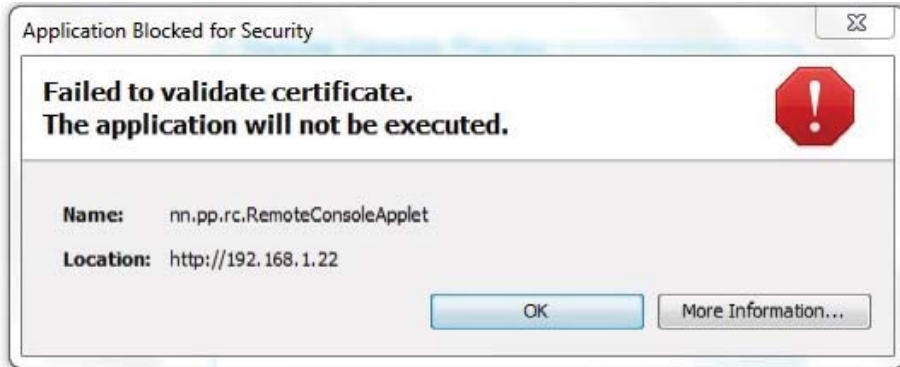 Application Blocked for Security
Failed to validate certificate.
The application will not be executed.
Name: nn.pp.rc.RemoteConsoleApplet
Location: http://192.168.1.22
OK More Information...